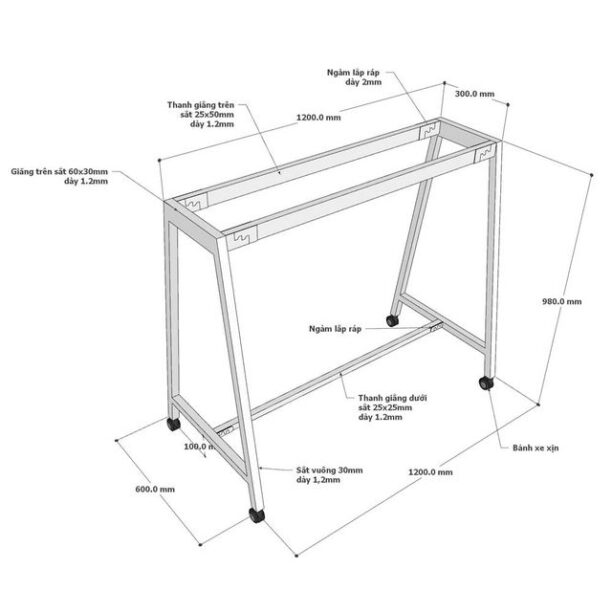 Ngàm lắp ráp
dày 2mm
300.0 mm
Thanh giằng trên
sắt 25x50mm
dày 1.2mm
1200.0 mm
Giằng trên sắt 60x30mm
dày 1.2mm
980.0 mm
Ngàm lắp ráp
Thanh giằng dưới
sắt 25x25mm
dày 1.2mm
100.0 m
Bánh xe xịn
Sắt vuông 30mm
dày 1,2mm
1200.0 mm
600.0 mm